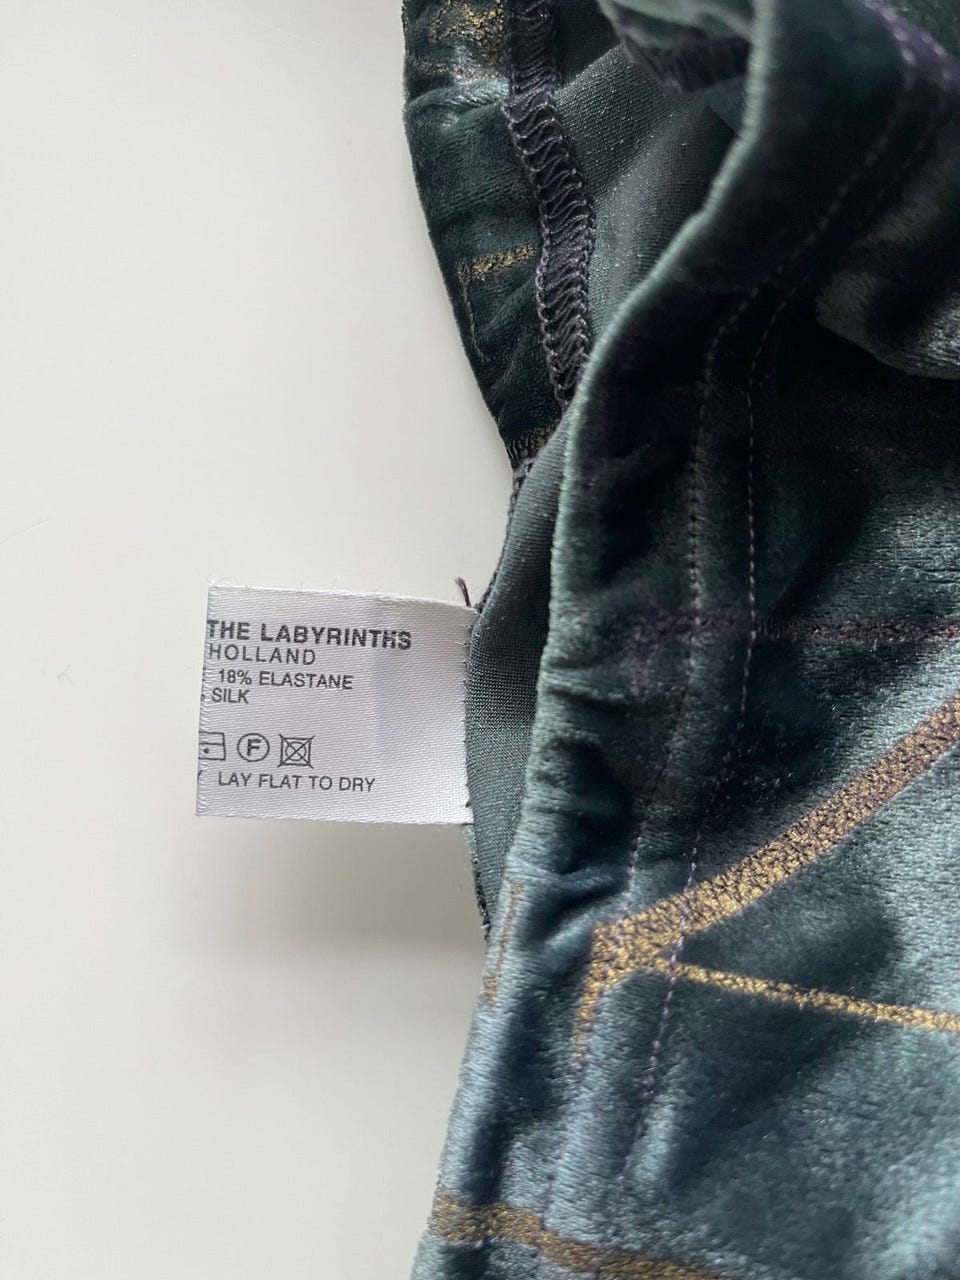 THE LABYRINTHS
HOLLAND
18% ELASTANE
SILK
F
LAY FLAT TO DRY